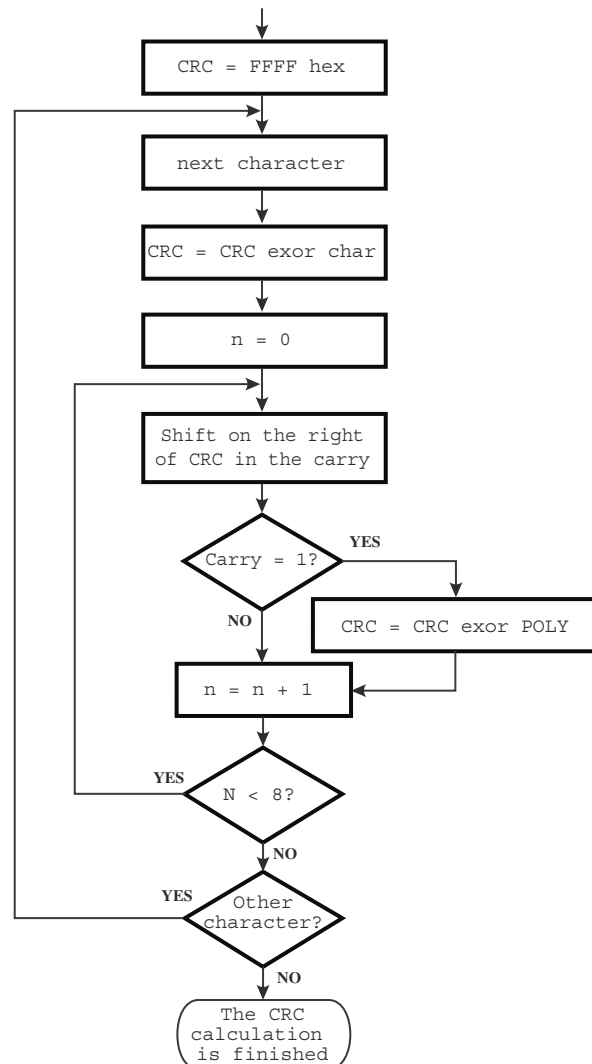 CRC = FFFF hex
next character
CRC = CRC exor char
n = 0
Shift on the right
of CRC in the carry
Carry = 1?
YES
NO
CRC = CRC exor POLY
n = n + 1
YES
N < 8?
NO
YES
Other
character?
NO
The CRC
calculation
is finished